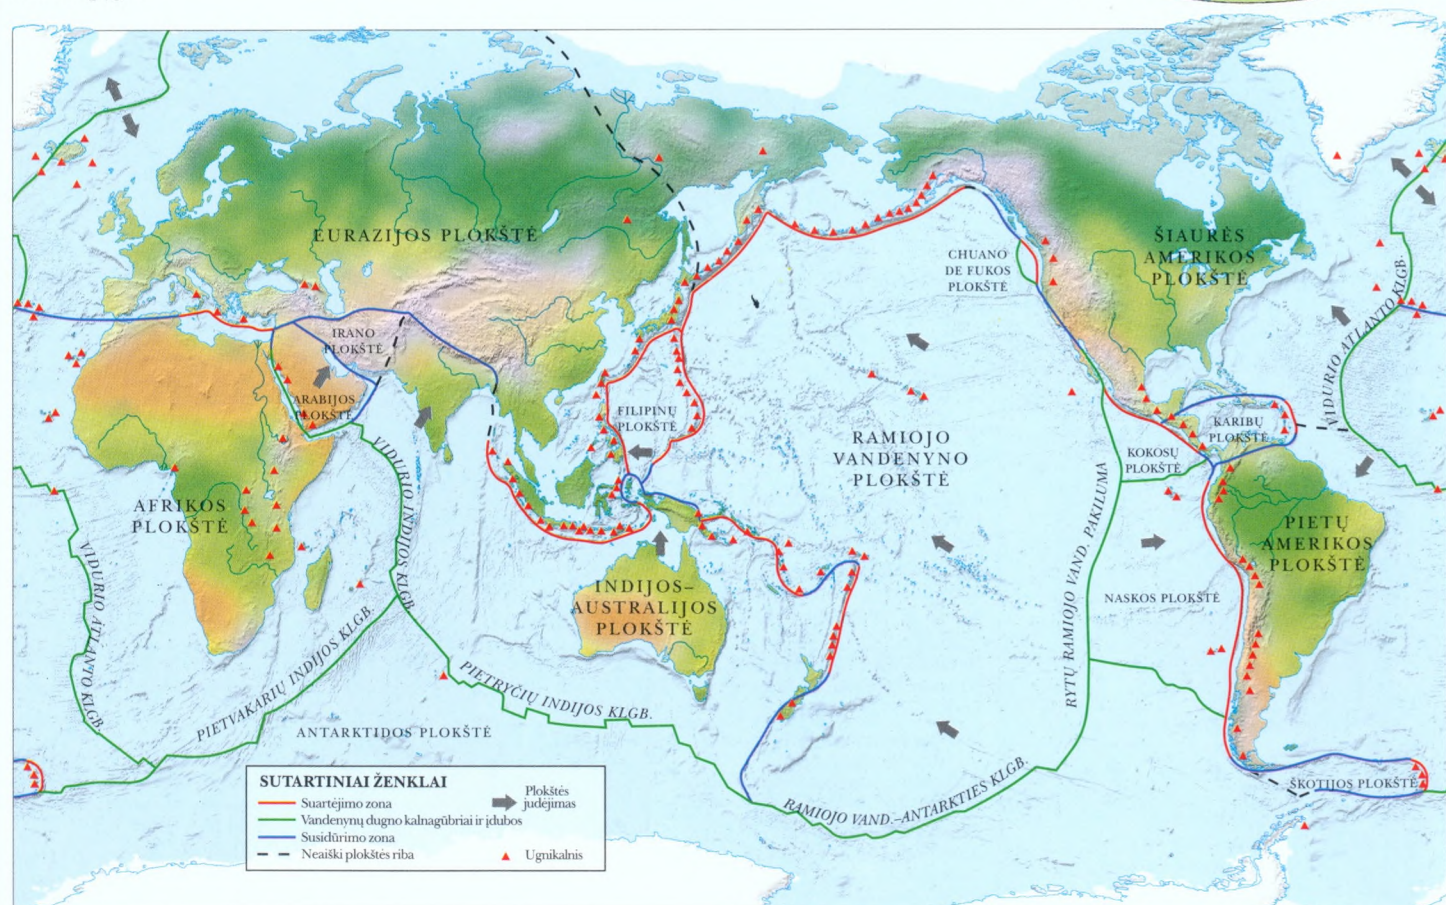 EURAZIJOS PLOKŠTĖ
CHUANO
DE FUKOS
PLOKŠTĖ
ŠIAURĖS
AMERIKOS
PLOKŠTĖ
VIDURIO ATLANTO KLGB.
IRANO
PLOKŠTĖ
ARABIJOS
PLOKŠTĖ
FILIPINŲ
PLOKŠTĖ
RAMIOJO
VANDENYNO
PLOKŠTĖ
KARIBŲ
PLOKŠTĖ
KOKOSŲ
PLOKŠTĖ
AFRIKOS
PLOKŠTĖ
VIDURIO INDIJOS KLGB.
PIETŲ
AMERIKOS
PLOKŠTĖ
INDIJOS–
AUSTRALIJOS
PLOKŠTĖ
NASKOS PLOKŠTĖ
RYTŲ RAMIOJO VAND. PAKILUMA
VIDURIO ATLANTO KLGB.
PIETVAKARIŲ INDIJOS KLGB.
PIETRYČIŲ INDIJOS KLGB.
ANTARKTIDOS PLOKŠTĖ
RAMIOJO VAND.–ANTARKTIES KLGB.
ŠKOTIJOS PLOKŠTĖ
SUTARTINIAI ŽENKLAI
Suartėjimo zona
Plokštės
judėjimas
Vandenynų dugno kalnagūbriai ir įdubos
Susidūrimo zona
Neaiški plokštės riba
Ugnikalnis